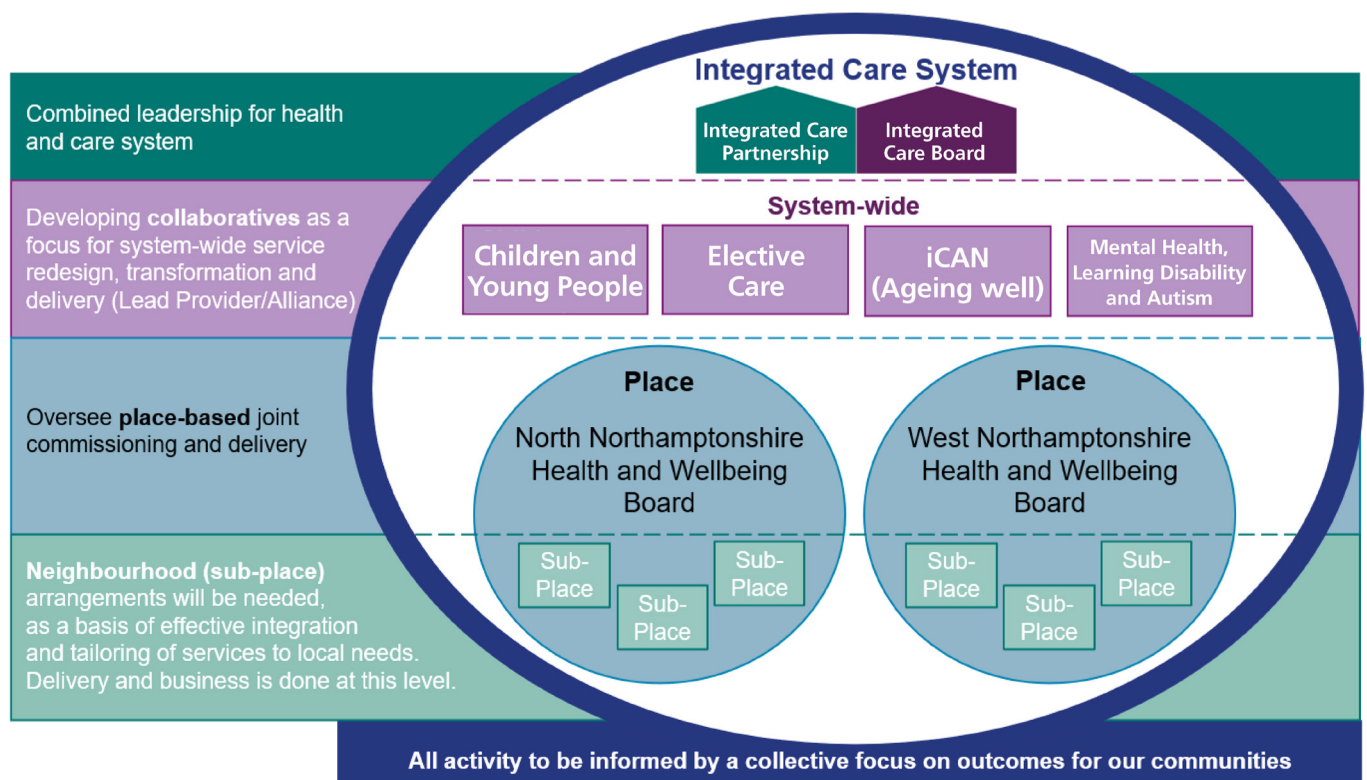 Integrated Care System
Combined leadership for health
and care system
Integrated Care
Partnership
Integrated
Care Board
Developing collaboratives as a
focus for system-wide service
redesign, transformation and
delivery (Lead Provider/Alliance)
System-wide
Children and
Young People
Elective
Care
iCAN
(Ageing well)
Mental Health,
Learning Disability
and Autism
Oversee place-based joint
commissioning and delivery
Place
North Northamptonshire
Health and Wellbeing
Board
Place
West Northamptonshire
Health and Wellbeing
Board
Neighbourhood (sub-place)
arrangements will be needed,
as a basis of effective integration
and tailoring of services to local needs.
Delivery and business is done at this level.
Sub-
Place
Sub-
Place
Sub-
Place
Sub-
Place
Sub-
Place
Sub-
Place
All activity to be informed by a collective focus on outcomes for our communities